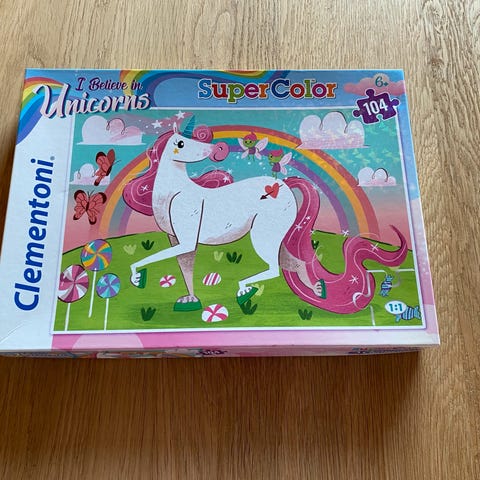 I Believe in
Unicorns
SuperColor
6+
104
Clementoni®
1:1